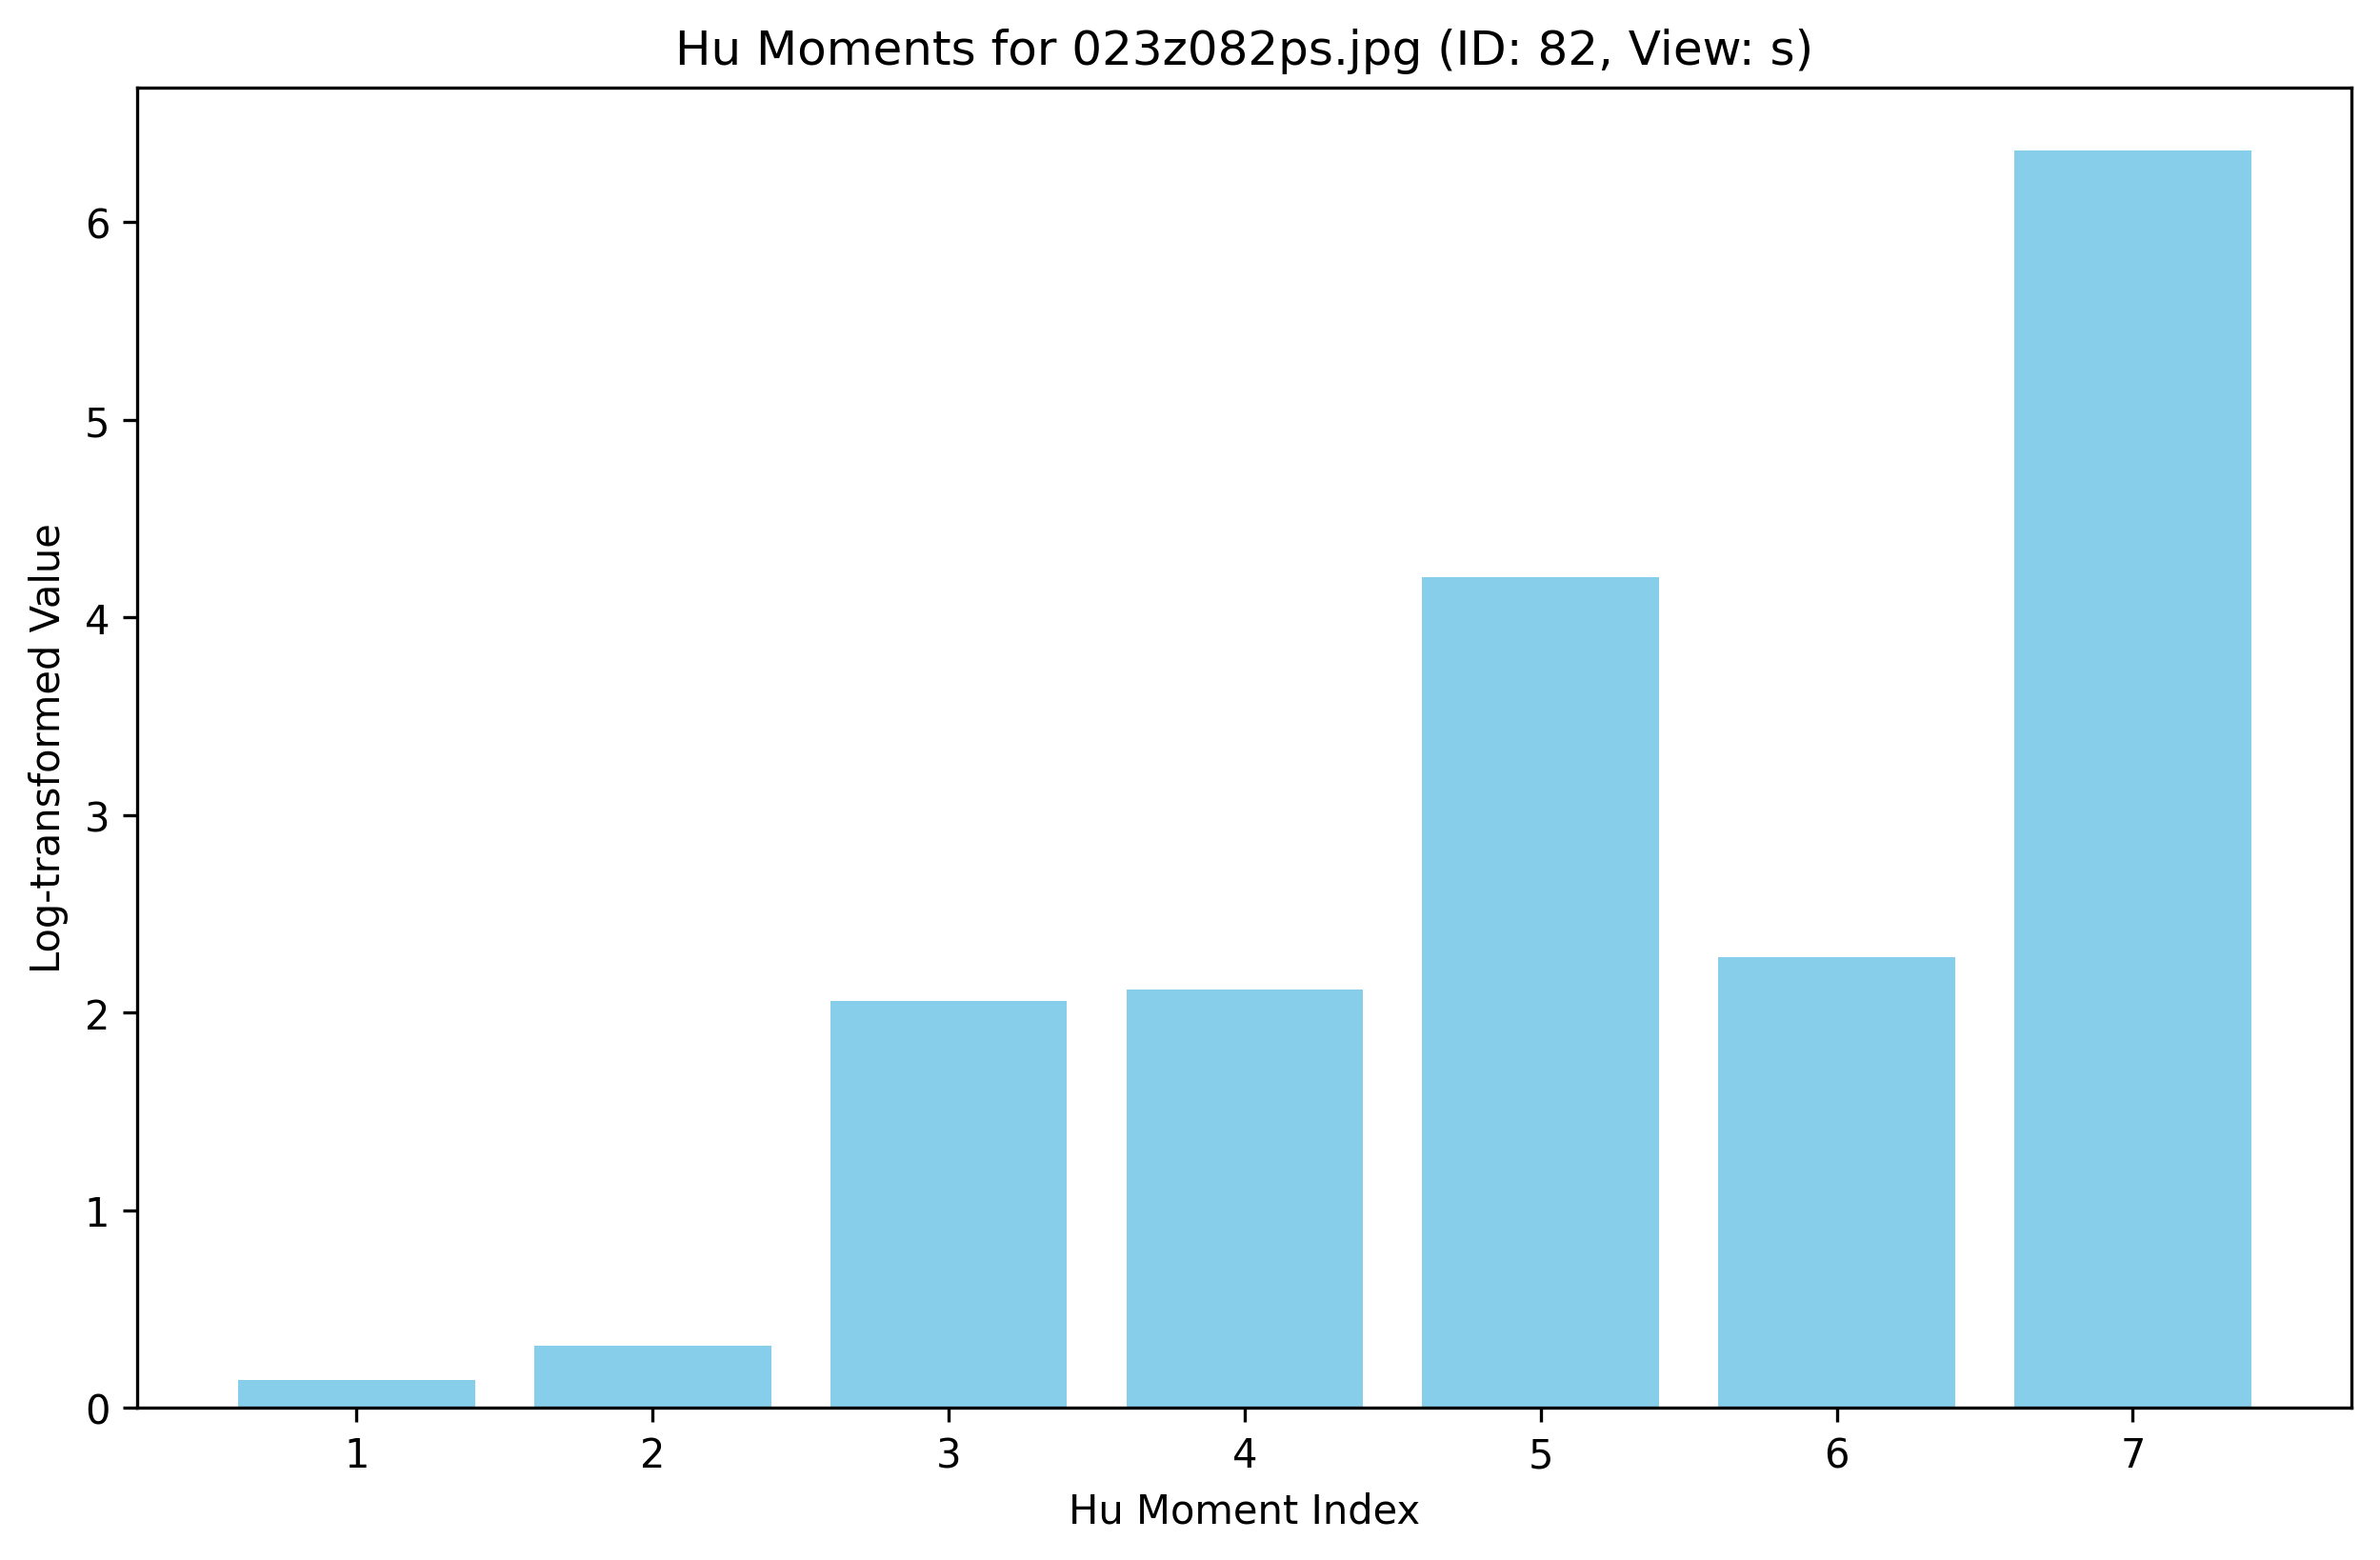 Hu Moments for 023z082ps.jpg (ID: 82, View: s)
Log-transformed Value
6
5
4
3
2
1
0
1 2 3 4 5 6 7
Hu Moment Index